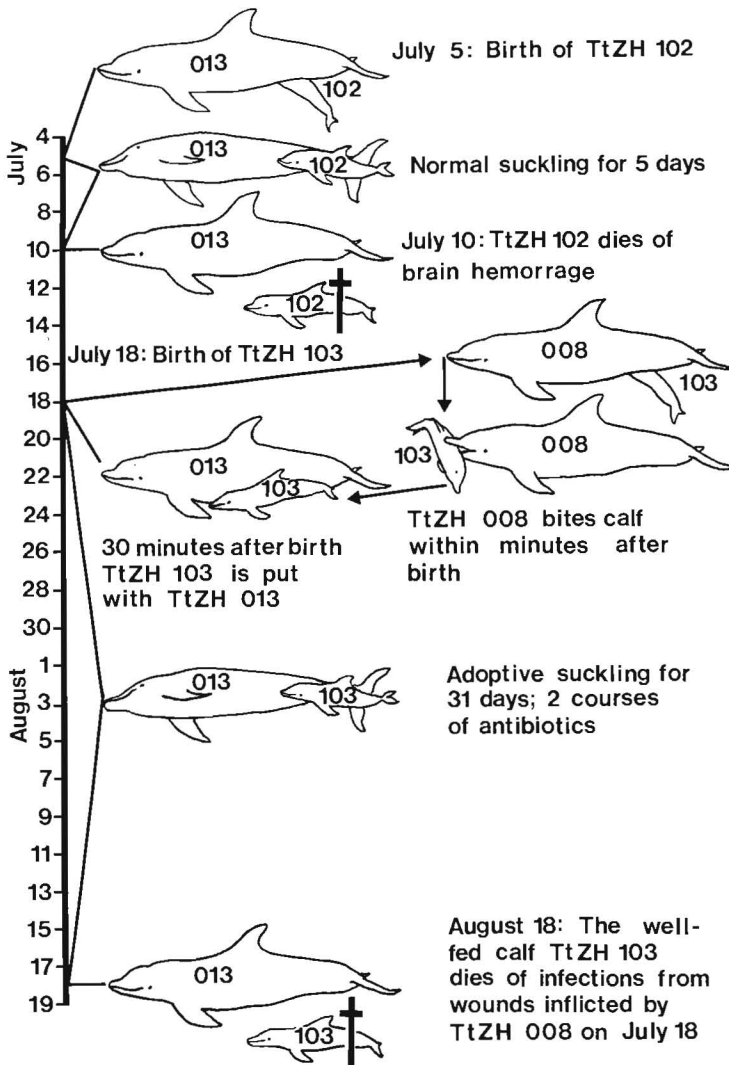 013
102
July 5: Birth of TtZH 102
July
4
6
8
10
12
14
16
18
20
22
24
26
28
30
013
102
Normal suckling for 5 days
013
July 10: TtZH 102 dies of
brain hemorrage
102
July 18: Birth of TtZH 103
008
103
103
008
TtZH 008 bites calf
within minutes after
birth
013
103
30 minutes after birth
TtZH 103 is put
with TtZH 013
August
1
3
5
7
9
11
13
15
17
19
013
103
Adoptive suckling for
31 days; 2 courses
of antibiotics
013
103
August 18: The well-
fed calf TtZH 103
dies of infections from
wounds inflicted by
TtZH 008 on July 18